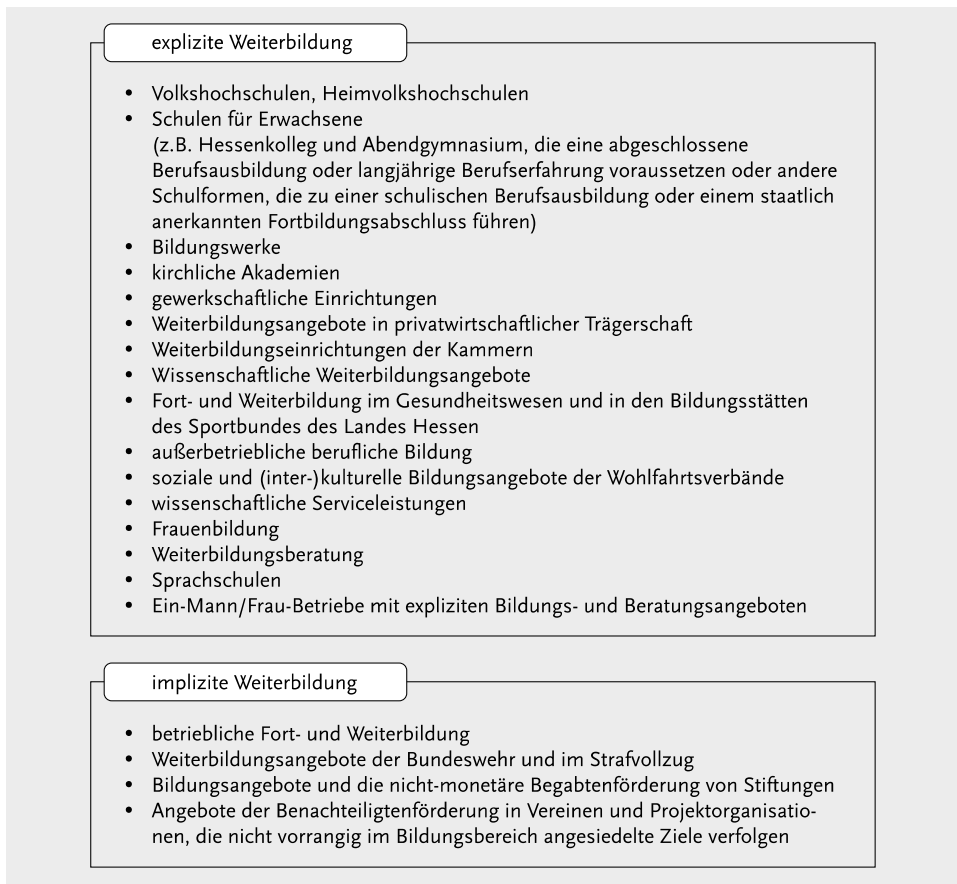 explizite Weiterbildung
• Volkshochschulen, Heimvolkshochschulen
• Schulen für Erwachsene
(z.B. Hessenkolleg und Abendgymnasium, die eine abgeschlossene
Berufsausbildung oder langjährige Berufserfahrung voraussetzen oder andere
Schulformen, die zu einer schulischen Berufsausbildung oder einem staatlich
anerkannten Fortbildungsabschluss führen)
• Bildungswerke
• kirchliche Akademien
• gewerkschaftliche Einrichtungen
• Weiterbildungsangebote in privatwirtschaftlicher Trägerschaft
• Weiterbildungseinrichtungen der Kammern
• Wissenschaftliche Weiterbildungsangebote
• Fort- und Weiterbildung im Gesundheitswesen und in den Bildungsstätten
des Sportbundes des Landes Hessen
• außerbetriebliche berufliche Bildung
• soziale und (inter-)kulturelle Bildungsangebote der Wohlfahrtsverbände
• wissenschaftliche Serviceleistungen
• Frauenbildung
• Weiterbildungsberatung
• Sprachschulen
• Ein-Mann/Frau-Betriebe mit expliziten Bildungs- und Beratungsangeboten
implizite Weiterbildung
• betriebliche Fort- und Weiterbildung
• Weiterbildungsangebote der Bundeswehr und im Strafvollzug
• Bildungsangebote und die nicht-monetäre Begabtenförderung von Stiftungen
• Angebote der Benachteiligtenförderung in Vereinen und Projektorganisatio-
nen, die nicht vorrangig im Bildungsbereich angesiedelte Ziele verfolgen